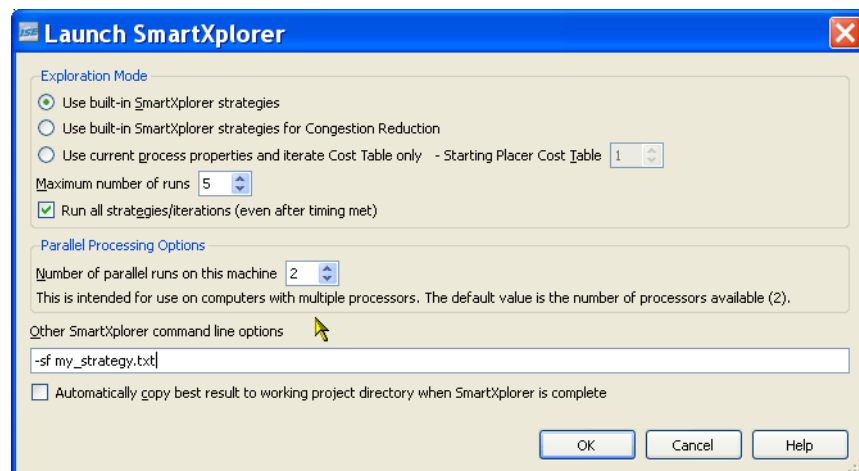 ISE Launch SmartXplorer
Exploration Mode
Use built-in SmartXplorer strategies
Use built-in SmartXplorer strategies for Congestion Reduction
Use current process properties and iterate Cost Table only - Starting Placer Cost Table 1
Maximum number of runs 5
Run all strategies/iterations (even after timing met)
Parallel Processing Options
Number of parallel runs on this machine 2
This is intended for use on computers with multiple processors. The default value is the number of processors available (2).
Other SmartXplorer command line options
-sf my_strategy.txt
Automatically copy best result to working project directory when SmartXplorer is complete
OK Cancel Help